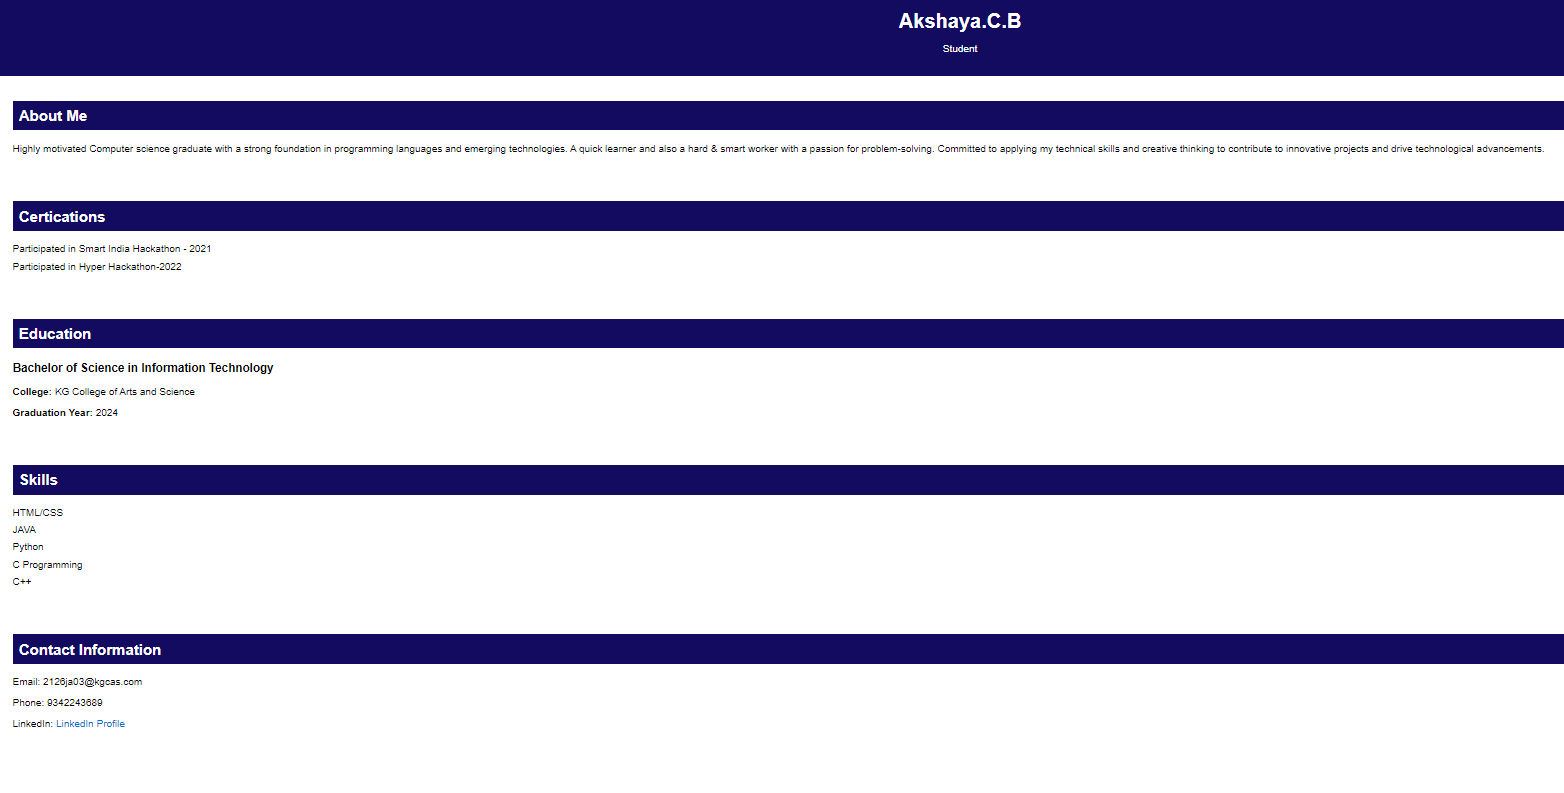 Akshaya.C.B
Student
About Me
Highly motivated Computer science graduate with a strong foundation in programming languages and emerging technologies. A quick learner and also a hard & smart worker with a passion for problem-solving. Committed to applying my technical skills and creative thinking to contribute to innovative projects and drive technological advancements.
Certications
Participated in Smart India Hackathon - 2021
Participated in Hyper Hackathon-2022
Education
Bachelor of Science in Information Technology
College: KG College of Arts and Science
Graduation Year: 2024
Skills
HTML/CSS
JAVA
Python
C Programming
C++
Contact Information
Email: 2126ja03@kgcas.com
Phone: 9342243689
LinkedIn: LinkedIn Profile